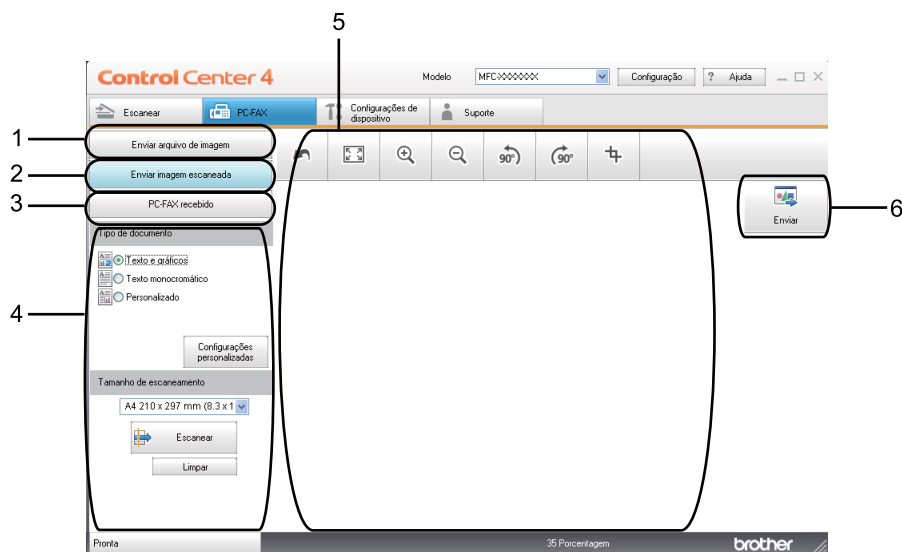 5
Control Center 4
Modelo
MFC-XXXXXX
Configuração
? Ajuda
Escanear
PC-FAX
Configurações de
dispositivo
Suporte
1
Enviar arquivo de imagem
2
Enviar imagem escaneada
3
PC-FAX recebido
90°
90°
Enviar
6
Tipo de documento
Texto e gráficos
Texto monocromático
Personalizado
4
Configurações
personalizadas
Tamanho de escaneamento
A4 210 x 297 mm (8.3 x 1
Escanear
Limpar
Pronta
35 Porcentagem
brother